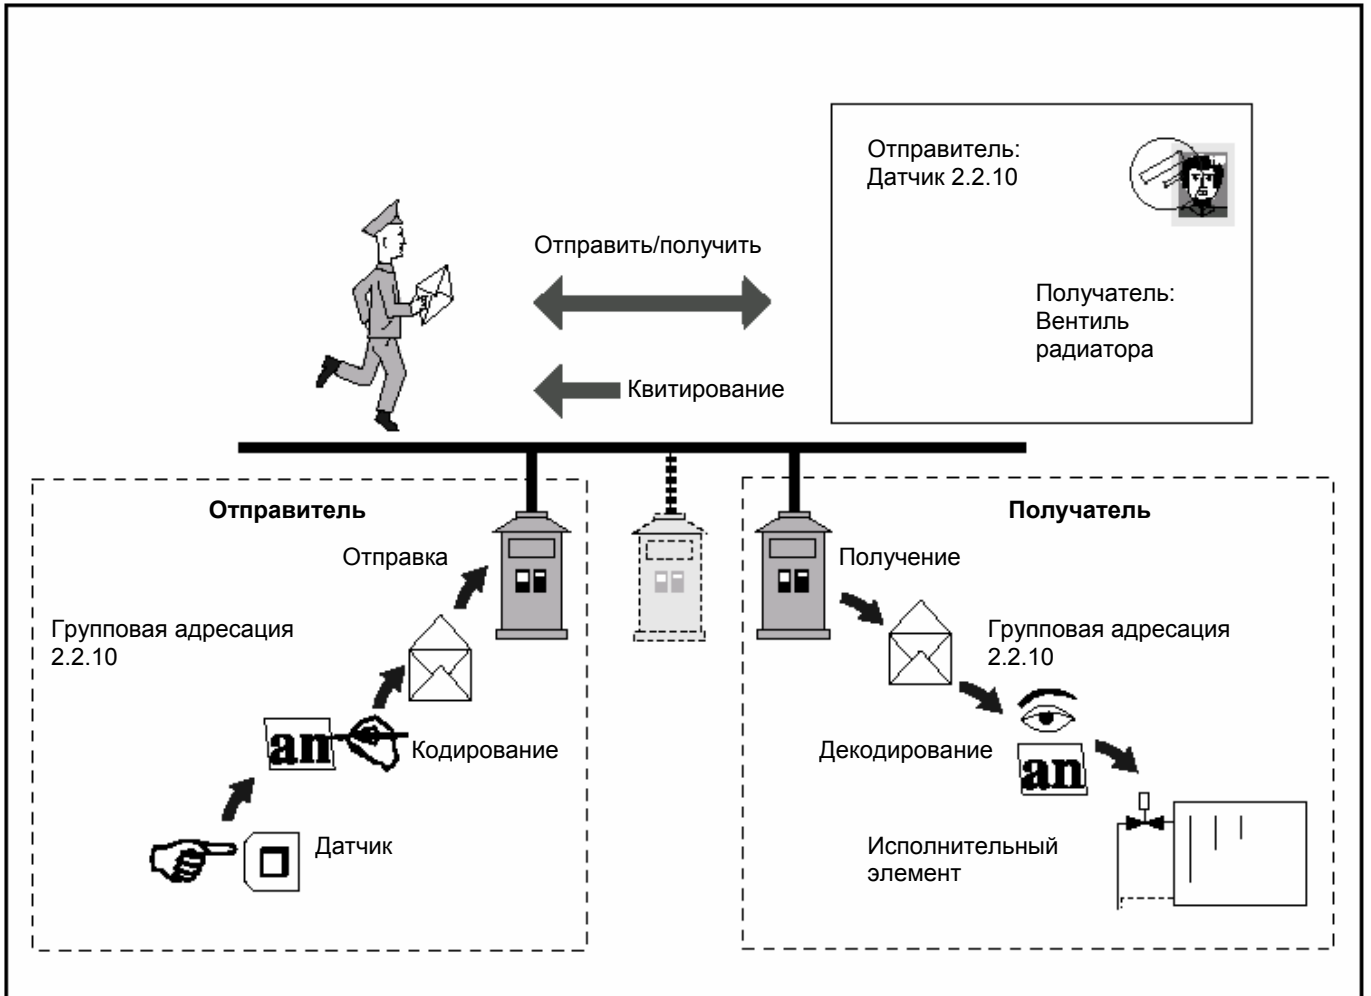 Отправитель:
Датчик 2.2.10
Отправить/получить
Получатель:
Вентиль
радиатора
Квитирование
Отправитель
Получатель
Отправка
Получение
Групповая адресация
2.2.10
Групповая адресация
2.2.10
an
Кодирование
Декодирование
an
Датчик
Исполнительный
элемент